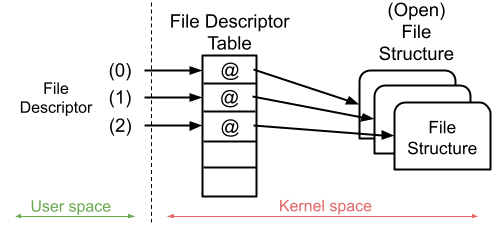 (Open)
File
Structure
File Descriptor
Table
(0)
@
File
Descriptor
(1)
@
(2)
@
File
Structure
User space
Kernel space